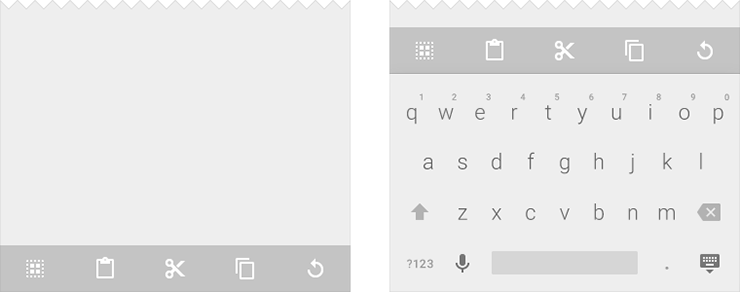 1 2 3 4 5 6 7 8 9 0
q w e r t y u i o p
a s d f g h j k l
z x c v b n m
?123 .